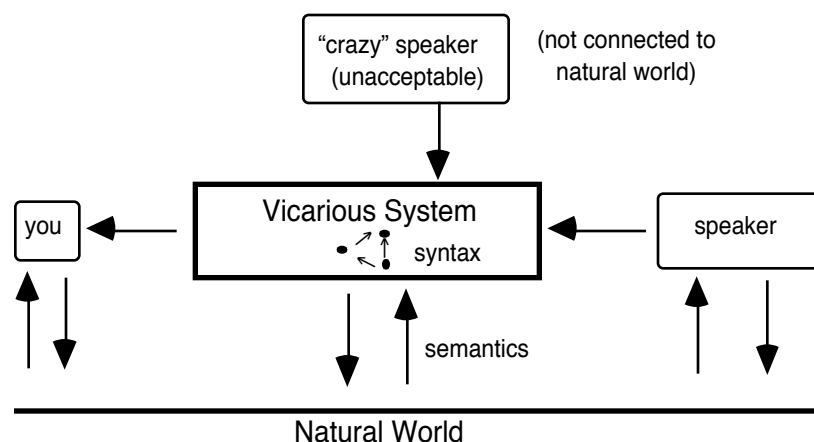 “crazy” speaker
(unacceptable)
(not connected to
natural world)
you
Vicarious System
syntax
speaker
semantics
Natural World